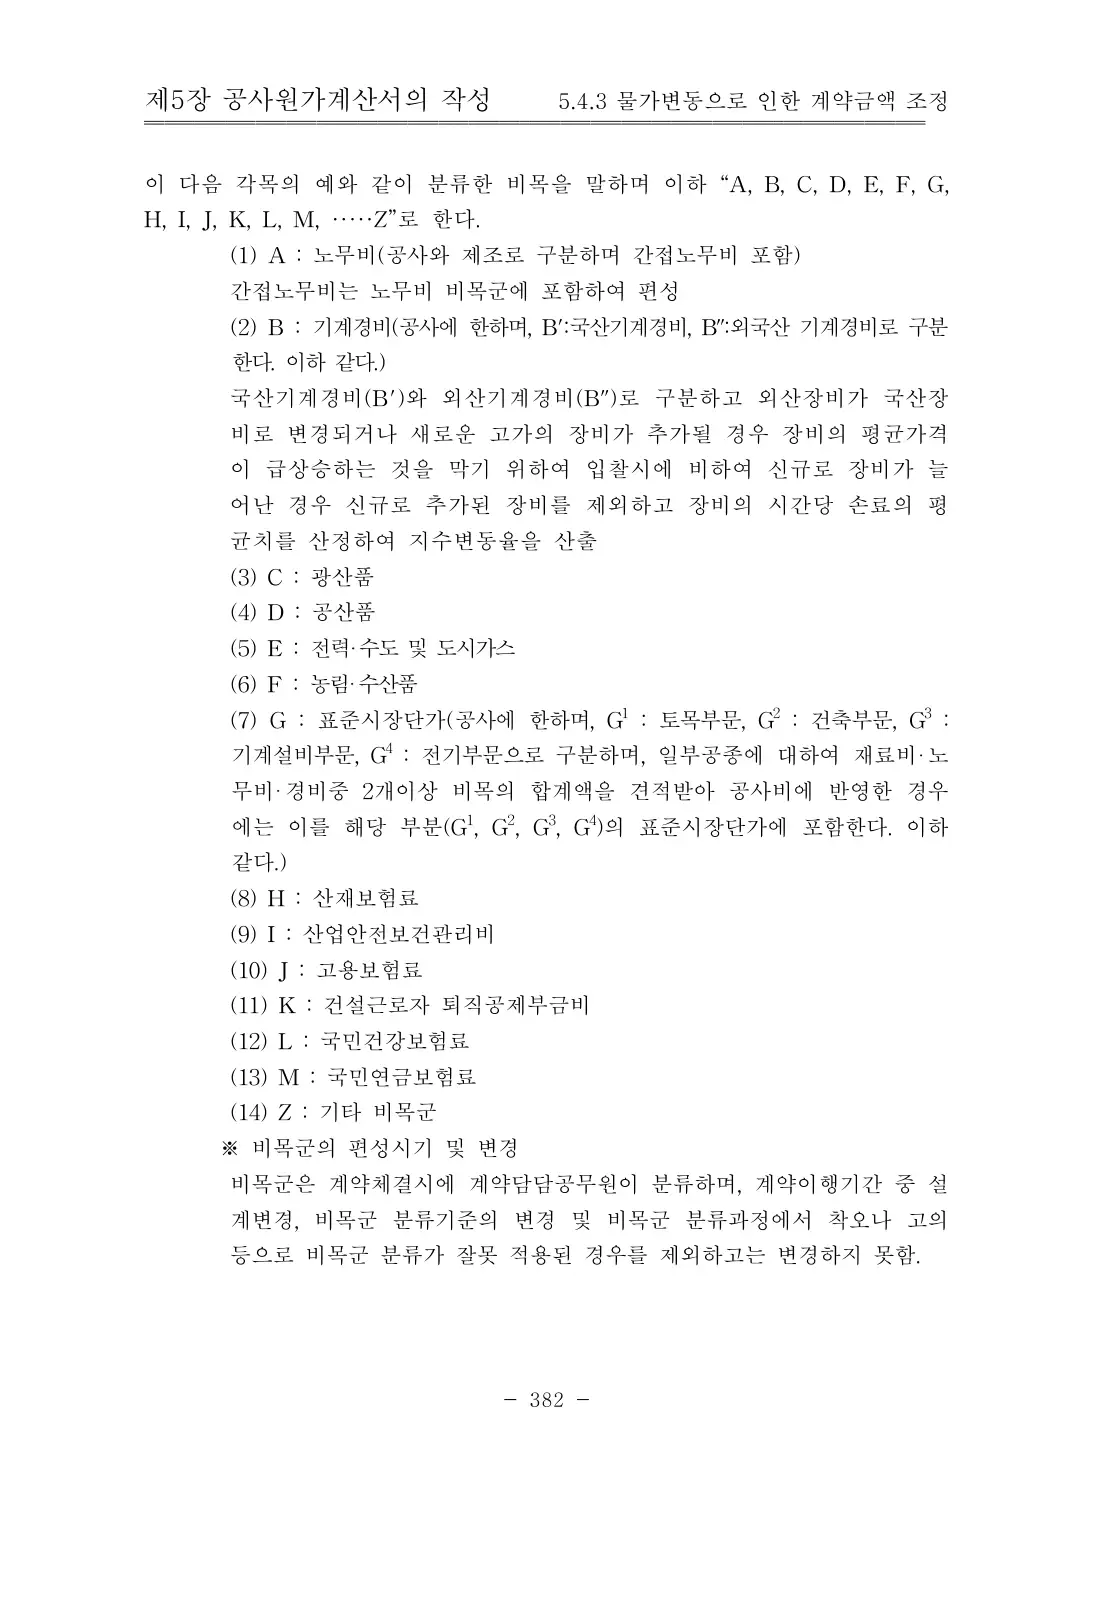 제5장 공사원가계산서의 작성 5.4.3 물가변동으로 인한 계약금액 조정
이 다음 각목의 예와 같이 분류한 비목을 말하며 이하 “A, B, C, D, E, F, G,
H, I, J, K, L, M, ‥‥·Z”로 한다.
(1) A : 노무비(공사와 제조로 구분하며 간접노무비 포함)
간접노무비는 노무비 비목군에 포함하여 편성
(2) B : 기계경비(공사에 한하며, B′:국산기계경비, B″:외국산 기계경비로 구분
한다. 이하 같다.)
국산기계경비(B′)와 외산기계경비(B″)로 구분하고 외산장비가 국산장
비로 변경되거나 새로운 고가의 장비가 추가될 경우 장비의 평균가격
이 급상승하는 것을 막기 위하여 입찰시에 비하여 신규로 장비가 늘
어난 경우 신규로 추가된 장비를 제외하고 장비의 시간당 손료의 평
균치를 산정하여 지수변동율을 산출
(3) C : 광산품
(4) D : 공산품
(5) E : 전력·수도 및 도시가스
(6) F : 농림·수산품
(7) G : 표준시장단가(공사에 한하며, G¹ : 토목부문, G² : 건축부문, G³ :
기계설비부문, G⁴ : 전기부문으로 구분하며, 일부공종에 대하여 재료비·노
무비·경비중 2개이상 비목의 합계액을 견적받아 공사비에 반영한 경우
에는 이를 해당 부분(G¹, G², G³, G⁴)의 표준시장단가에 포함한다. 이하
같다.)
(8) H : 산재보험료
(9) I : 산업안전보건관리비
(10) J : 고용보험료
(11) K : 건설근로자 퇴직공제부금비
(12) L : 국민건강보험료
(13) M : 국민연금보험료
(14) Z : 기타 비목군
※ 비목군의 편성시기 및 변경
비목군은 계약체결시에 계약담담공무원이 분류하며, 계약이행기간 중 설
계변경, 비목군 분류기준의 변경 및 비목군 분류과정에서 착오나 고의
등으로 비목군 분류가 잘못 적용된 경우를 제외하고는 변경하지 못함.
- 382 -